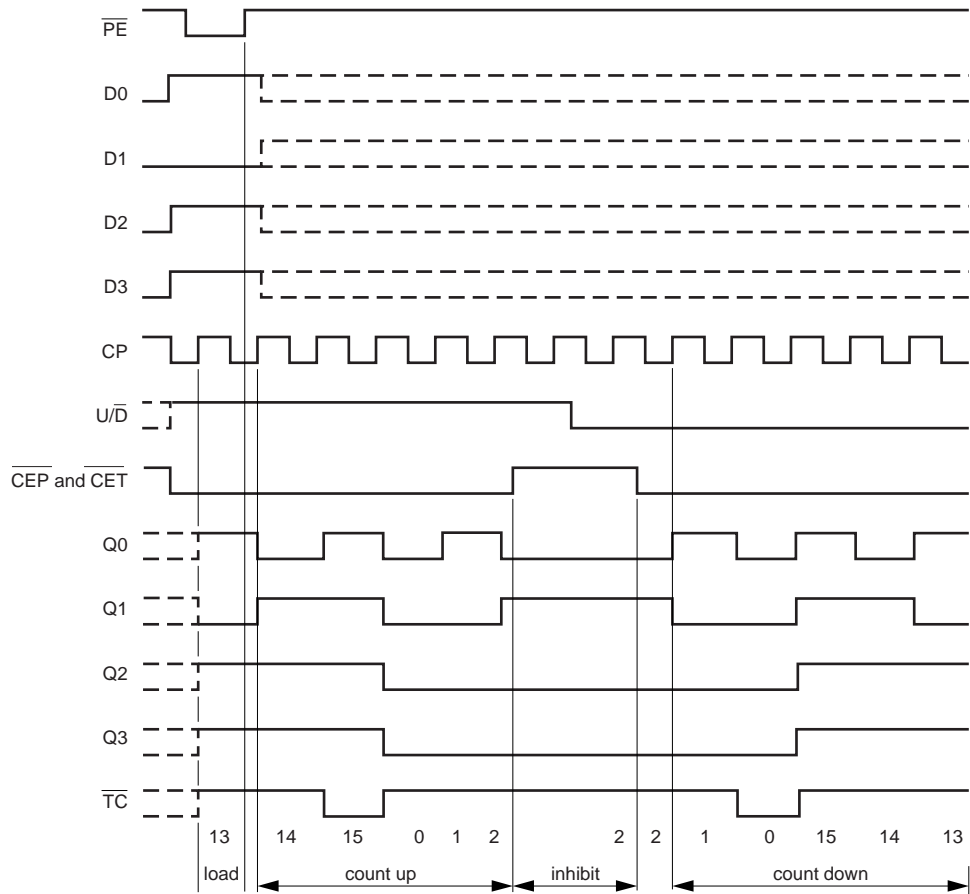 PE
D0
D1
D2
D3
CP
U/D
CEP and CET
Q0
Q1
Q2
Q3
TC
13 14 15 0 1 2 2 2 1 0 15 14 13
load count up inhibit count down